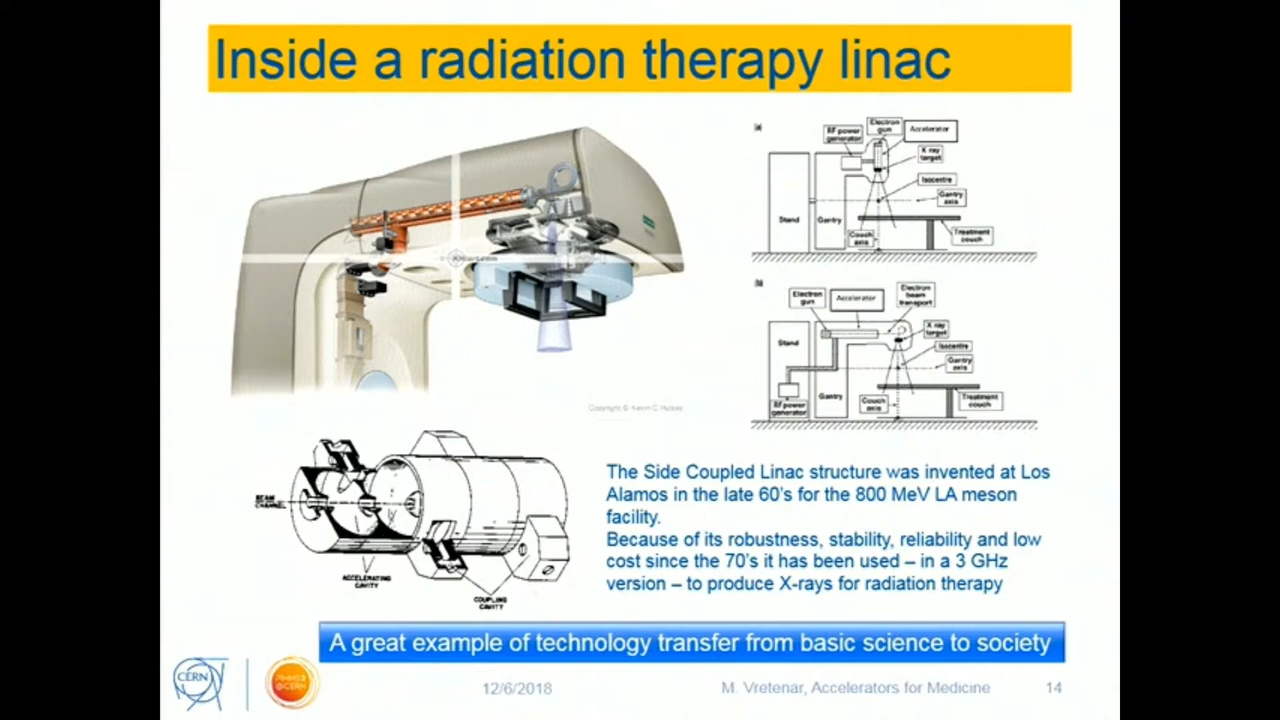 Inside a radiation therapy linac
Copyright © Kevin C. Hulsey
(a)
RF power
generator
Electron
gun
Accelerator
X ray
target
Isocentre
Gantry
axis
Stand
Gantry
Couch
axis
Treatment
couch
(b)
Electron
gun
Accelerator
Electron
beam
transport
X ray
target
Isocentre
Gantry
axis
Stand
RF power
generator
Gantry
Couch
axis
Treatment
couch
BEAM
CHANNEL
ACCELERATING
CAVITY
COUPLING
CAVITY
The Side Coupled Linac structure was invented at Los
Alamos in the late 60's for the 800 MeV LA meson
facility.
Because of its robustness, stability, reliability and low
cost since the 70's it has been used – in a 3 GHz
version – to produce X-rays for radiation therapy
A great example of technology transfer from basic science to society
CERN
@CERN
12/6/2018
M. Vretenar, Accelerators for Medicine
14